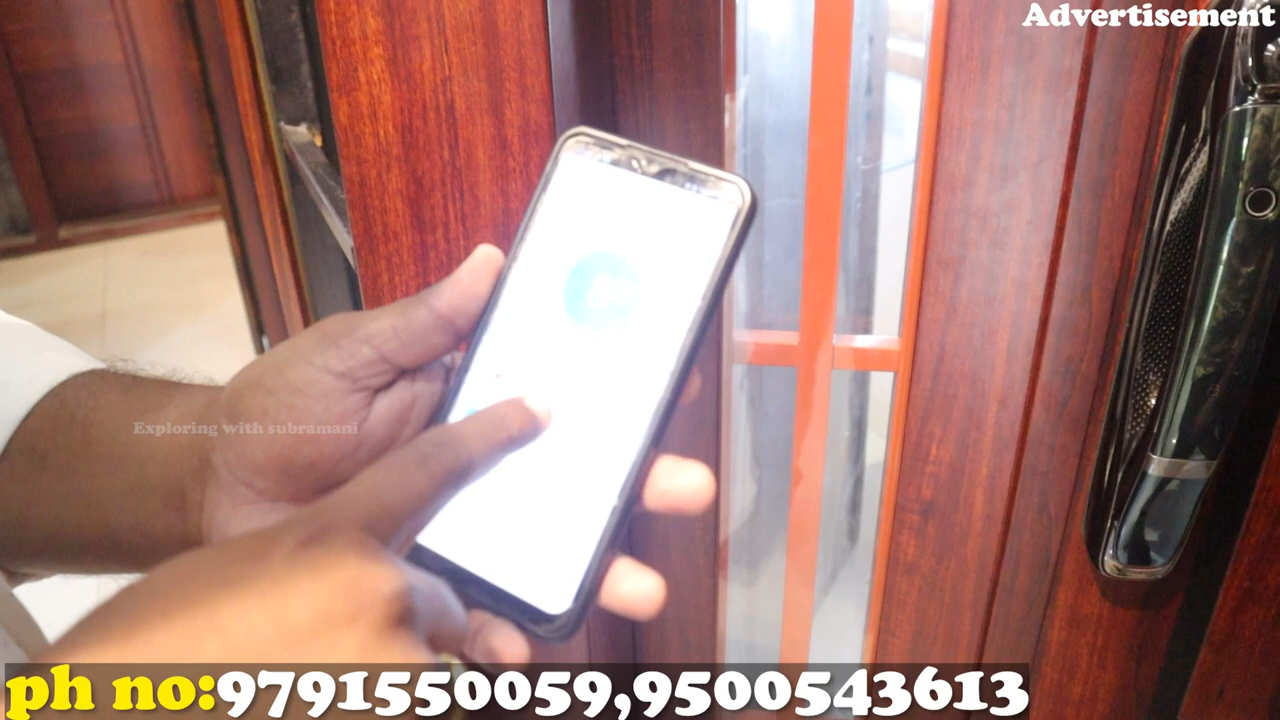 Advertisement
Exploring with subramani
ph no:9791550059,9500543613